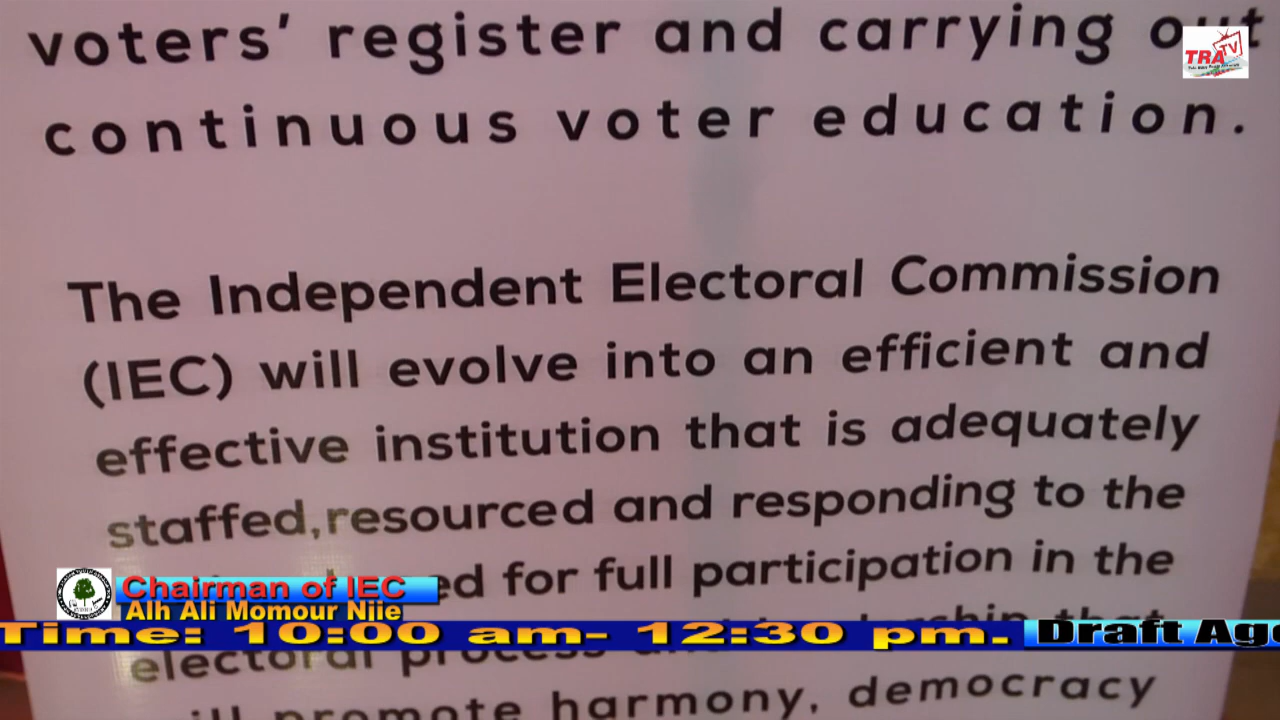 voters' register and carrying out
continuous voter education.
TRA TV
The Independent Electoral Commission
(IEC) will evolve into an efficient and
effective institution that is adequately
staffed,resourced and responding to the
for full participation in the
Chairman of IEC
Alh Ali Momour Njie
Time: 10:00 am- 12:30 pm. Draft Age
electoral process
promote harmony, democracy